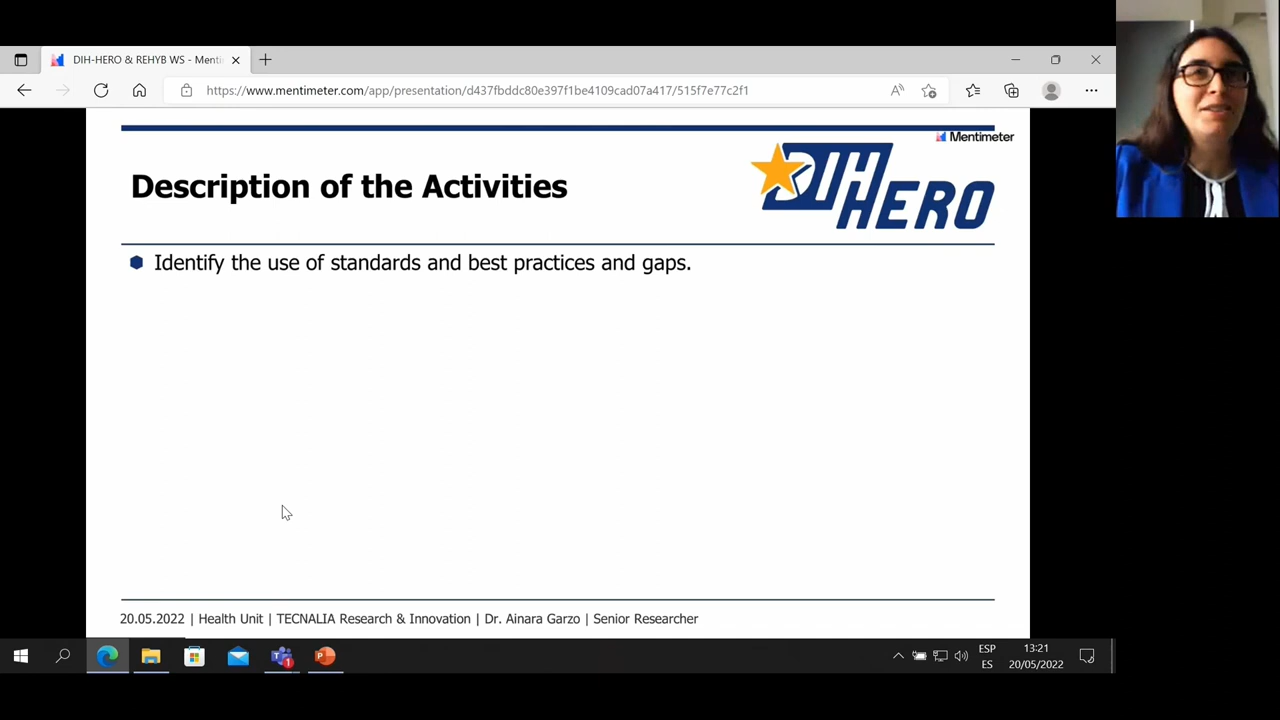 DIH-HERO & REHYB WS - Menti
https://www.mentimeter.com/app/presentation/d437fbddc80e397f1be4109cad07a417/515f7e77c2f1
Mentimeter
Description of the Activities
DIH
HERO
Identify the use of standards and best practices and gaps.
20.05.2022 | Health Unit | TECNALIA Research & Innovation | Dr. Ainara Garzo | Senior Researcher
1
ESP
ES
13:21
20/05/2022